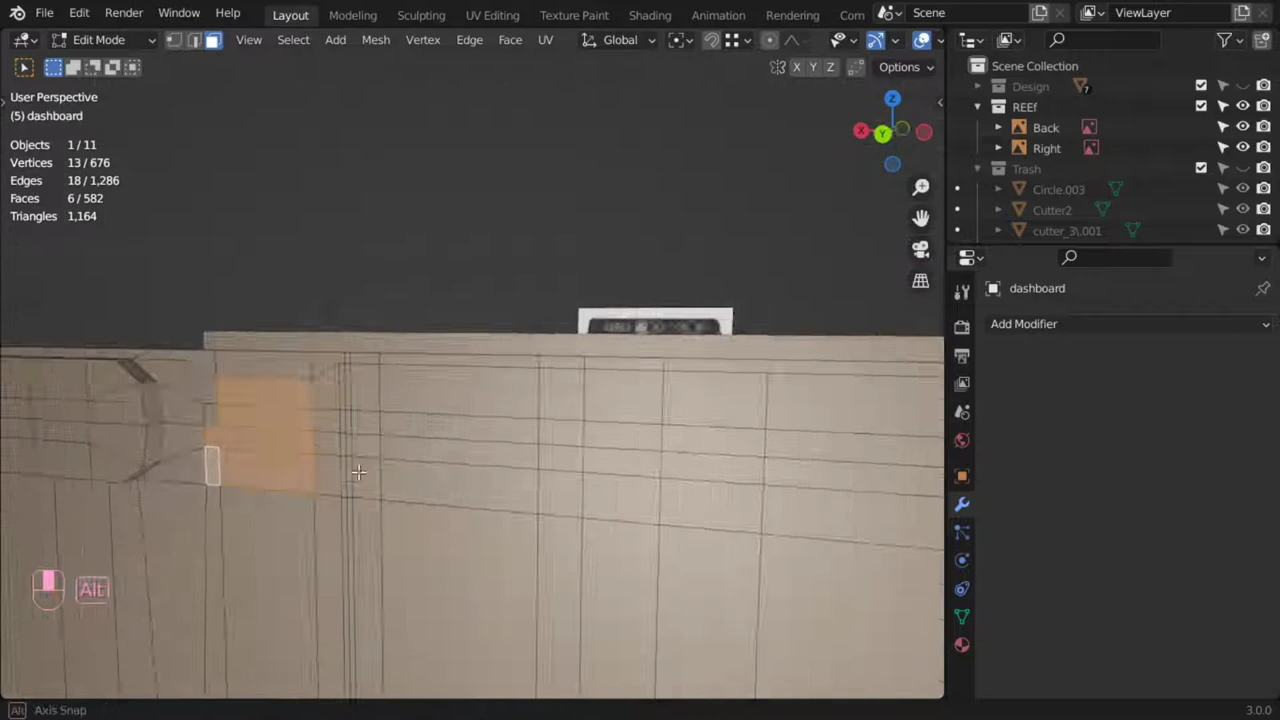 File Edit Render Window Help Layout Modeling Sculpting UV Editing Texture Paint Shading Animation Rendering Com Scene ViewLayer
Edit Mode View Select Add Mesh Vertex Edge Face UV Global
X Y Z Options
User Perspective
(5) dashboard
Objects 1 / 11
Vertices 13 / 676
Edges 18 / 1,286
Faces 6 / 582
Triangles 1,164
Z
X
Y
Alt
Scene Collection
Design 7
REEf
Back
Right
Trash
Circle.003
Cutter2
cutter_3\.001
dashboard
Add Modifier
Alt Axis Snap 3.0.0